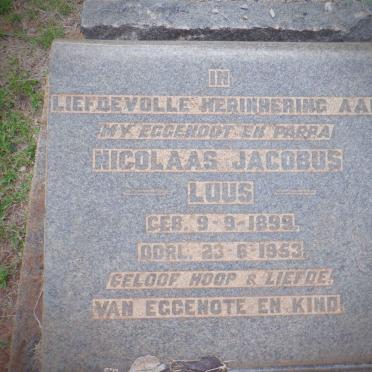 IN
LIEFDEVOLLE HERINNERING AAN
MY EGGENOOT EN PAPPA
NICOLAAS JACOBUS
LUUS
GEB. 9-9-1899.
OORL. 23-6-1953.
GELOOF HOOP & LIEFDE.
VAN EGGENOTE EN KIND